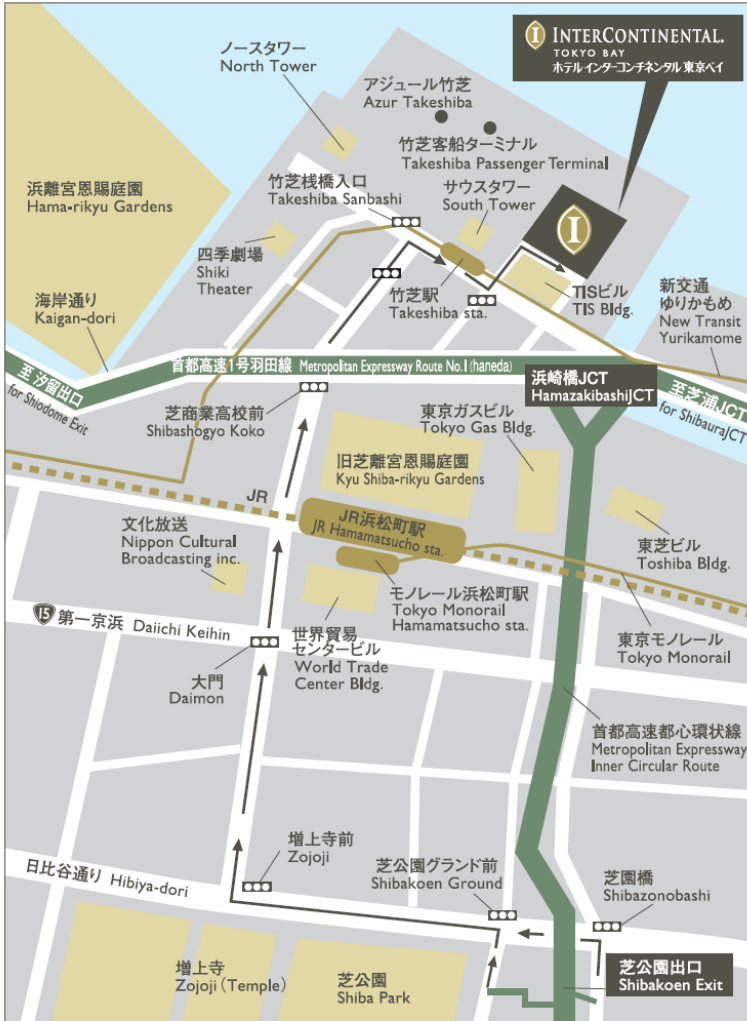 INTERCONTINENTAL.
TOKYO BAY
ホテル インターコンチネンタル 東京ベイ
ノースタワー
North Tower
アジュール竹芝
Azur Takeshiba
竹芝客船ターミナル
Takeshiba Passenger Terminal
浜離宮恩賜庭園
Hama-rikyu Gardens
竹芝桟橋入口
Takeshiba Sanbashi
サウスタワー
South Tower
四季劇場
Shiki
Theater
竹芝駅
Takeshiba sta.
TISビル
TIS Bldg.
新交通
ゆりかもめ
New Transit
Yurikamome
海岸通り
Kaigan-dori
至 汐留出口
for Shiodome Exit
首都高速1号羽田線 Metropolitan Expressway Route No.1 (haneda)
浜崎橋JCT
HamazakibashiJCT
至芝浦JCT
for ShibauraJCT
芝商業高校前
Shibashogyo Koko
東京ガスビル
Tokyo Gas Bldg.
旧芝離宮恩賜庭園
Kyu Shiba-rikyu Gardens
JR
JR浜松町駅
JR Hamamatsucho sta.
文化放送
Nippon Cultural
Broadcasting inc.
東芝ビル
Toshiba Bldg.
モノレール浜松町駅
Tokyo Monorail
Hamamatsucho sta.
15 第一京浜 Daiichi Keihin
世界貿易
センタービル
World Trade
Center Bldg.
東京モノレール
Tokyo Monorail
大門
Daimon
首都高速都心環状線
Metropolitan Expressway
Inner Circular Route
増上寺前
Zojoji
芝公園グランド前
Shibakoen Ground
芝園橋
Shibazonobashi
日比谷通り Hibiya-dori
増上寺
Zojoji (Temple)
芝公園
Shiba Park
芝公園出口
Shibakoen Exit